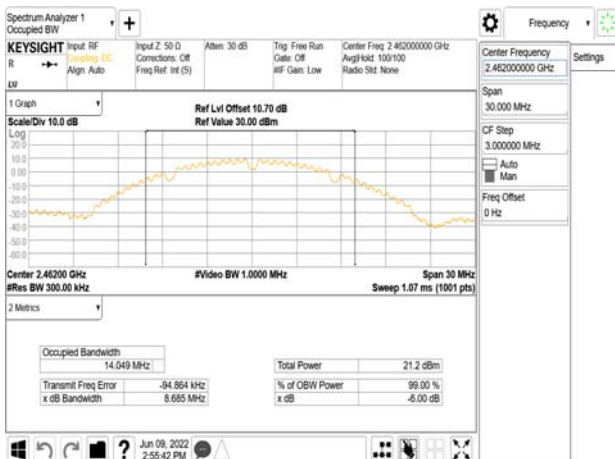 Spectrum Analyzer 1
Occupied BW
Frequency
KEYSIGHT
R
Input: RF
Coupling: DC
Align: Auto
Input Z: 50 Ω
Corrections: Off
Freq Ref: Int (S)
Atten: 30 dB
Trig: Free Run
Gate: Off
#IF Gain: Low
Center Freq: 2.462000000 GHz
Avg|Hold: 100/100
Radio Std: None
Center Frequency
2.462000000 GHz
Settings
Span
30.000 MHz
CF Step
3.000000 MHz
Auto
Man
Freq Offset
0 Hz
1 Graph
Scale/Div 10.0 dB
Ref Lvl Offset 10.70 dB
Ref Value 30.00 dBm
Log
20.0
10.0
0.00
-10.0
-20.0
-30.0
-40.0
-50.0
-60.0
Center 2.46200 GHz
#Video BW 1.0000 MHz
Span 30 MHz
#Res BW 300.00 kHz
Sweep 1.07 ms (1001 pts)
2 Metrics
Occupied Bandwidth
14.049 MHz
Total Power
21.2 dBm
Transmit Freq Error
-94.864 kHz
% of OBW Power
99.00 %
x dB Bandwidth
8.685 MHz
x dB
-6.00 dB
?
Jun 09, 2022
2:55:42 PM